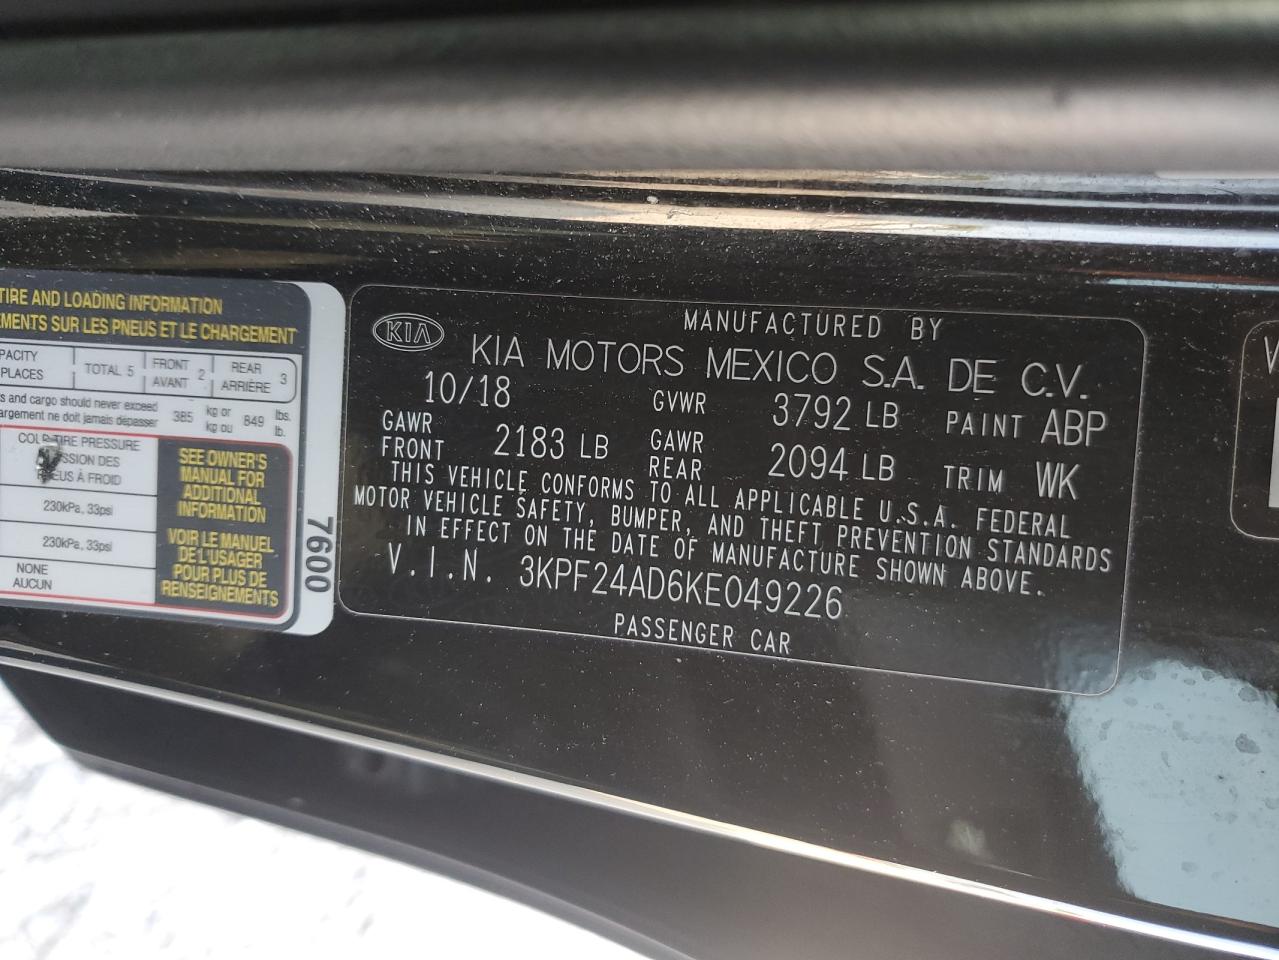 TIRE AND LOADING INFORMATION
EMENTS SUR LES PNEUS ET LE CHARGEMENT
PACITY TOTAL 5 FRONT 2 REAR 3
PLACES AVANT ARRIÈRE
s and cargo should never exceed 385 kg or 849 lbs.
argement ne doit jamais dépasser kg ou lb.
COLD TIRE PRESSURE
SSION DES
EUS À FROID
230kPa, 33psi
230kPa, 33psi
NONE
AUCUN
SEE OWNER'S
MANUAL FOR
ADDITIONAL
INFORMATION
VOIR LE MANUEL
DE L'USAGER
POUR PLUS DE
RENSEIGNEMENTS
7600
KIA
MANUFACTURED BY
KIA MOTORS MEXICO S.A. DE C.V.
10/18 GVWR 3792 LB PAINT ABP
GAWR FRONT 2183 LB GAWR REAR 2094 LB TRIM WK
THIS VEHICLE CONFORMS TO ALL APPLICABLE U.S.A. FEDERAL
MOTOR VEHICLE SAFETY, BUMPER, AND THEFT PREVENTION STANDARDS
IN EFFECT ON THE DATE OF MANUFACTURE SHOWN ABOVE.
V.I.N. 3KPF24AD6KE049226
PASSENGER CAR
V